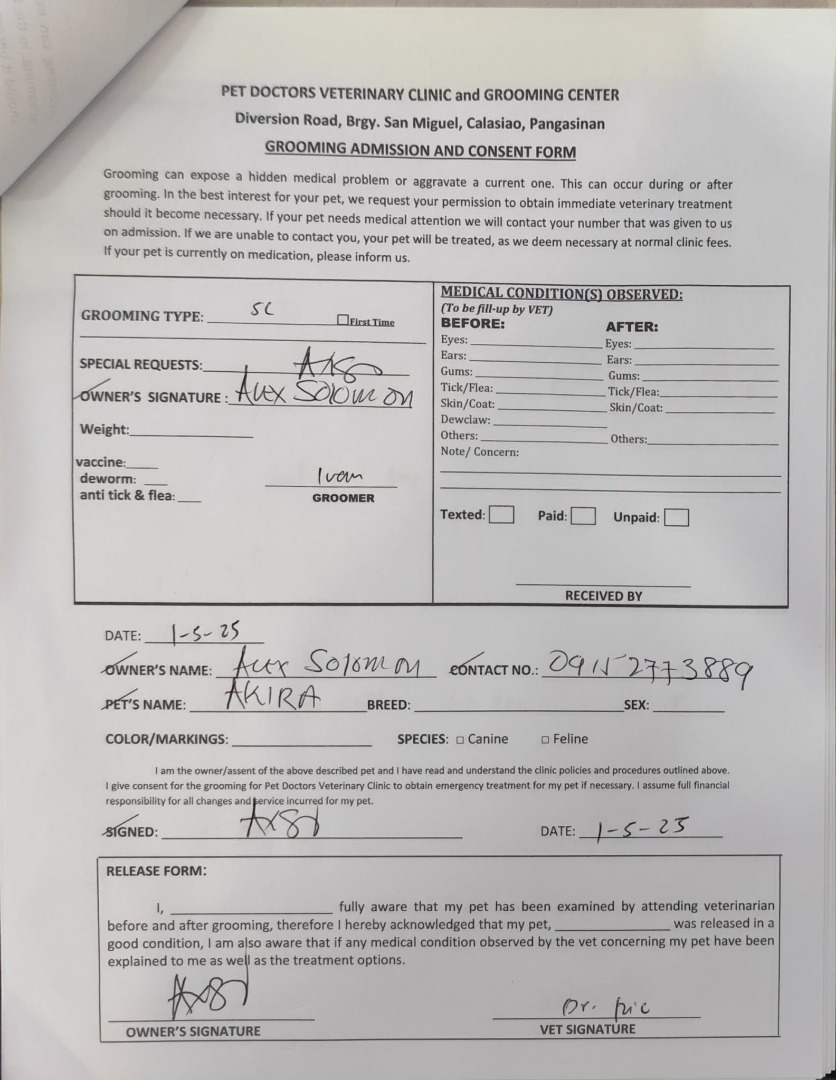 PET DOCTORS VETERINARY CLINIC and GROOMING CENTER
Diversion Road, Brgy. San Miguel, Calasiao, Pangasinan
GROOMING ADMISSION AND CONSENT FORM
Grooming can expose a hidden medical problem or aggravate a current one. This can occur during or after
grooming. In the best interest for your pet, we request your permission to obtain immediate veterinary treatment
should it become necessary. If your pet needs medical attention we will contact your number that was given to us
on admission. If we are unable to contact you, your pet will be treated, as we deem necessary at normal clinic fees.
If your pet is currently on medication, please inform us.
GROOMING TYPE: SC
First Time
SPECIAL REQUESTS:
OWNER'S SIGNATURE : Alex Solomon
Weight:
vaccine:
deworm:
anti tick & flea:
Ivan
GROOMER
MEDICAL CONDITION(S) OBSERVED:
(To be fill-up by VET)
BEFORE: AFTER:
Eyes: Eyes:
Ears: Ears:
Gums: Gums:
Tick/Flea: Tick/Flea:
Skin/Coat: Skin/Coat:
Dewclaw:
Others: Others:
Note/ Concern:
Texted: Paid: Unpaid:
RECEIVED BY
DATE: 1-5-25
OWNER'S NAME: Alex Solomon CONTACT NO.:
PET'S NAME: AKIRA BREED: SEX:
COLOR/MARKINGS: SPECIES: Canine Feline
I am the owner/assent of the above described pet and I have read and understand the clinic policies and procedures outlined above.
I give consent for the grooming for Pet Doctors Veterinary Clinic to obtain emergency treatment for my pet if necessary. I assume full financial
responsibility for all changes and service incurred for my pet.
SIGNED: DATE: 1-5-25
RELEASE FORM:
I, fully aware that my pet has been examined by attending veterinarian
before and after grooming, therefore I hereby acknowledged that my pet, was released in a
good condition, I am also aware that if any medical condition observed by the vet concerning my pet have been
explained to me as well as the treatment options.
Dr.
OWNER'S SIGNATURE VET SIGNATURE